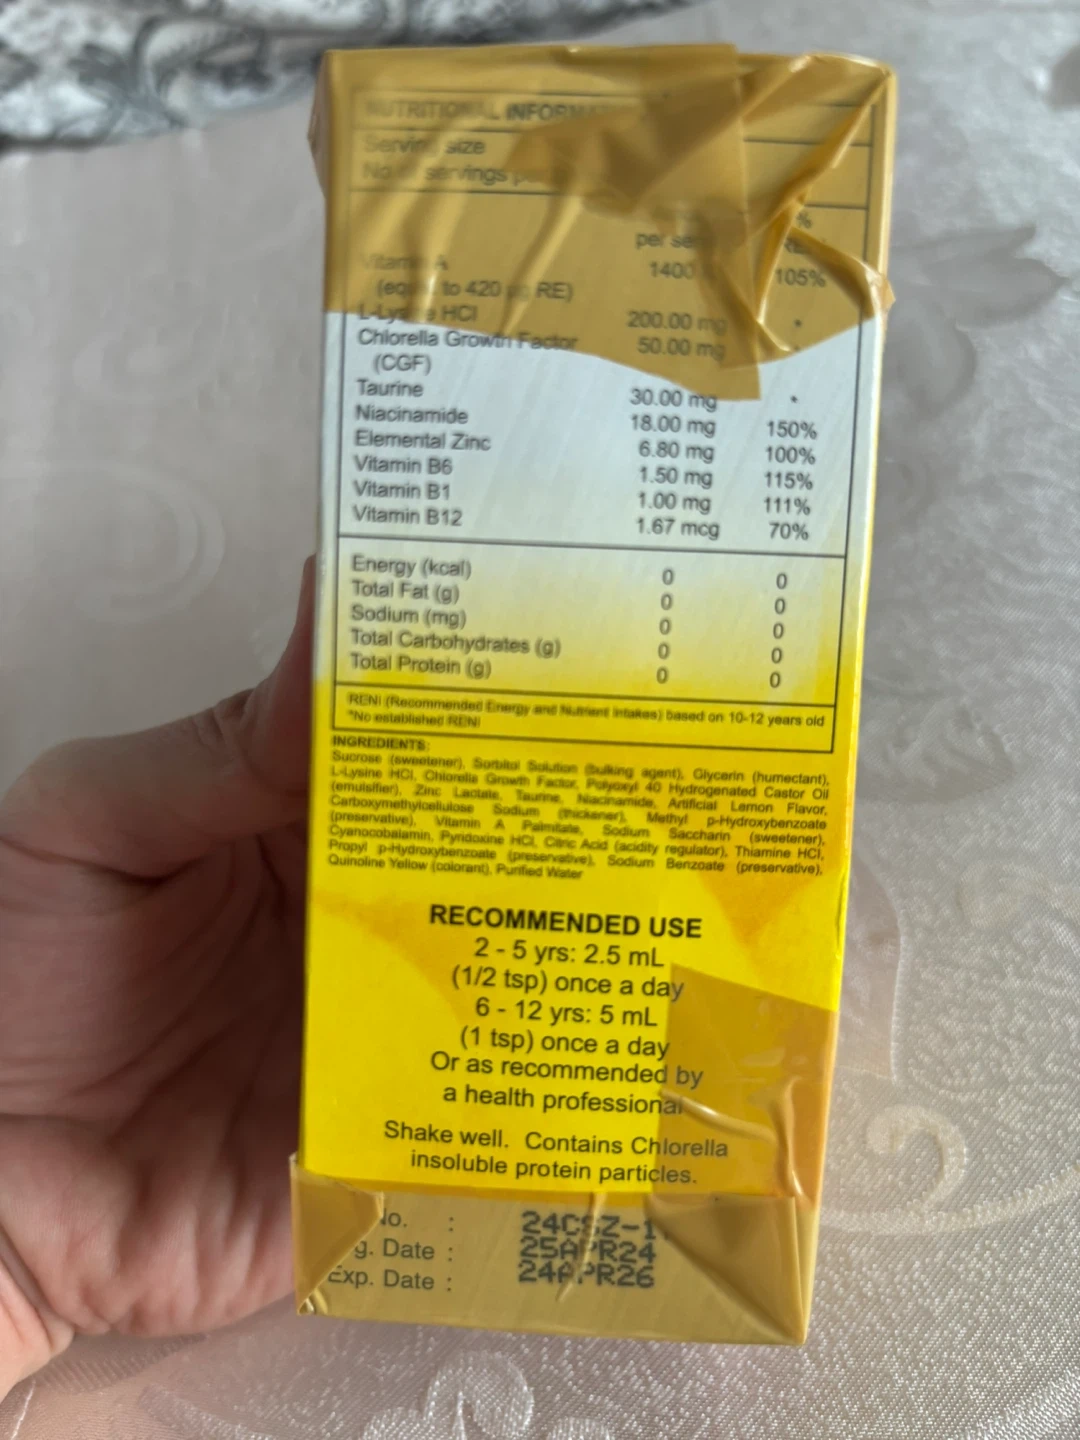 NUTRITIONAL
Serving size
No of servings
%
per
Vitamin A 1400 105%
to 420 RE)
HCl 200.00 mg *
Chlorella Growth Factor 50.00 mg
(CGF)
Taurine 30.00 mg *
Niacinamide 18.00 mg 150%
Elemental Zinc 6.80 mg 100%
Vitamin B6 1.50 mg 115%
Vitamin B1 1.00 mg 111%
Vitamin B12 1.67 mcg 70%
Energy (kcal) 0 0
Total Fat (g) 0 0
Sodium (mg) 0 0
Total Carbohydrates (g) 0 0
Total Protein (g) 0 0
RENI (Recommended Energy and Nutrient Intakes) based on 10-12 years old
*No established RENI
INGREDIENTS:
Sucrose (sweetener), Sorbitol Solution (bulking agent), Glycerin (humectant),
L-Lysine HCl, Chlorella Growth Factor, Polyoxyl 40 Hydrogenated Castor Oil
(emulsifier), Zinc Lactate, Taurine, Niacinamide, Artificial Lemon Flavor,
Carboxymethylcellulose Sodium (thickener), Methyl p-Hydroxybenzoate
(preservative), Vitamin A Palmitate, Sodium Saccharin (sweetener),
Cyanocobalamin, Pyridoxine HCl, Citric Acid (acidity regulator), Thiamine HCl,
Propyl p-Hydroxybenzoate (preservative), Sodium Benzoate (preservative),
Quinoline Yellow (colorant), Purified Water
RECOMMENDED USE
2 - 5 yrs: 2.5 mL
(1/2 tsp) once a day
6 - 12 yrs: 5 mL
(1 tsp) once a day
Or as recommended by
a health professional
Shake well. Contains Chlorella
insoluble protein particles.
No. : 24CSZ-1
g. Date : 25APR24
Exp. Date : 24APR26